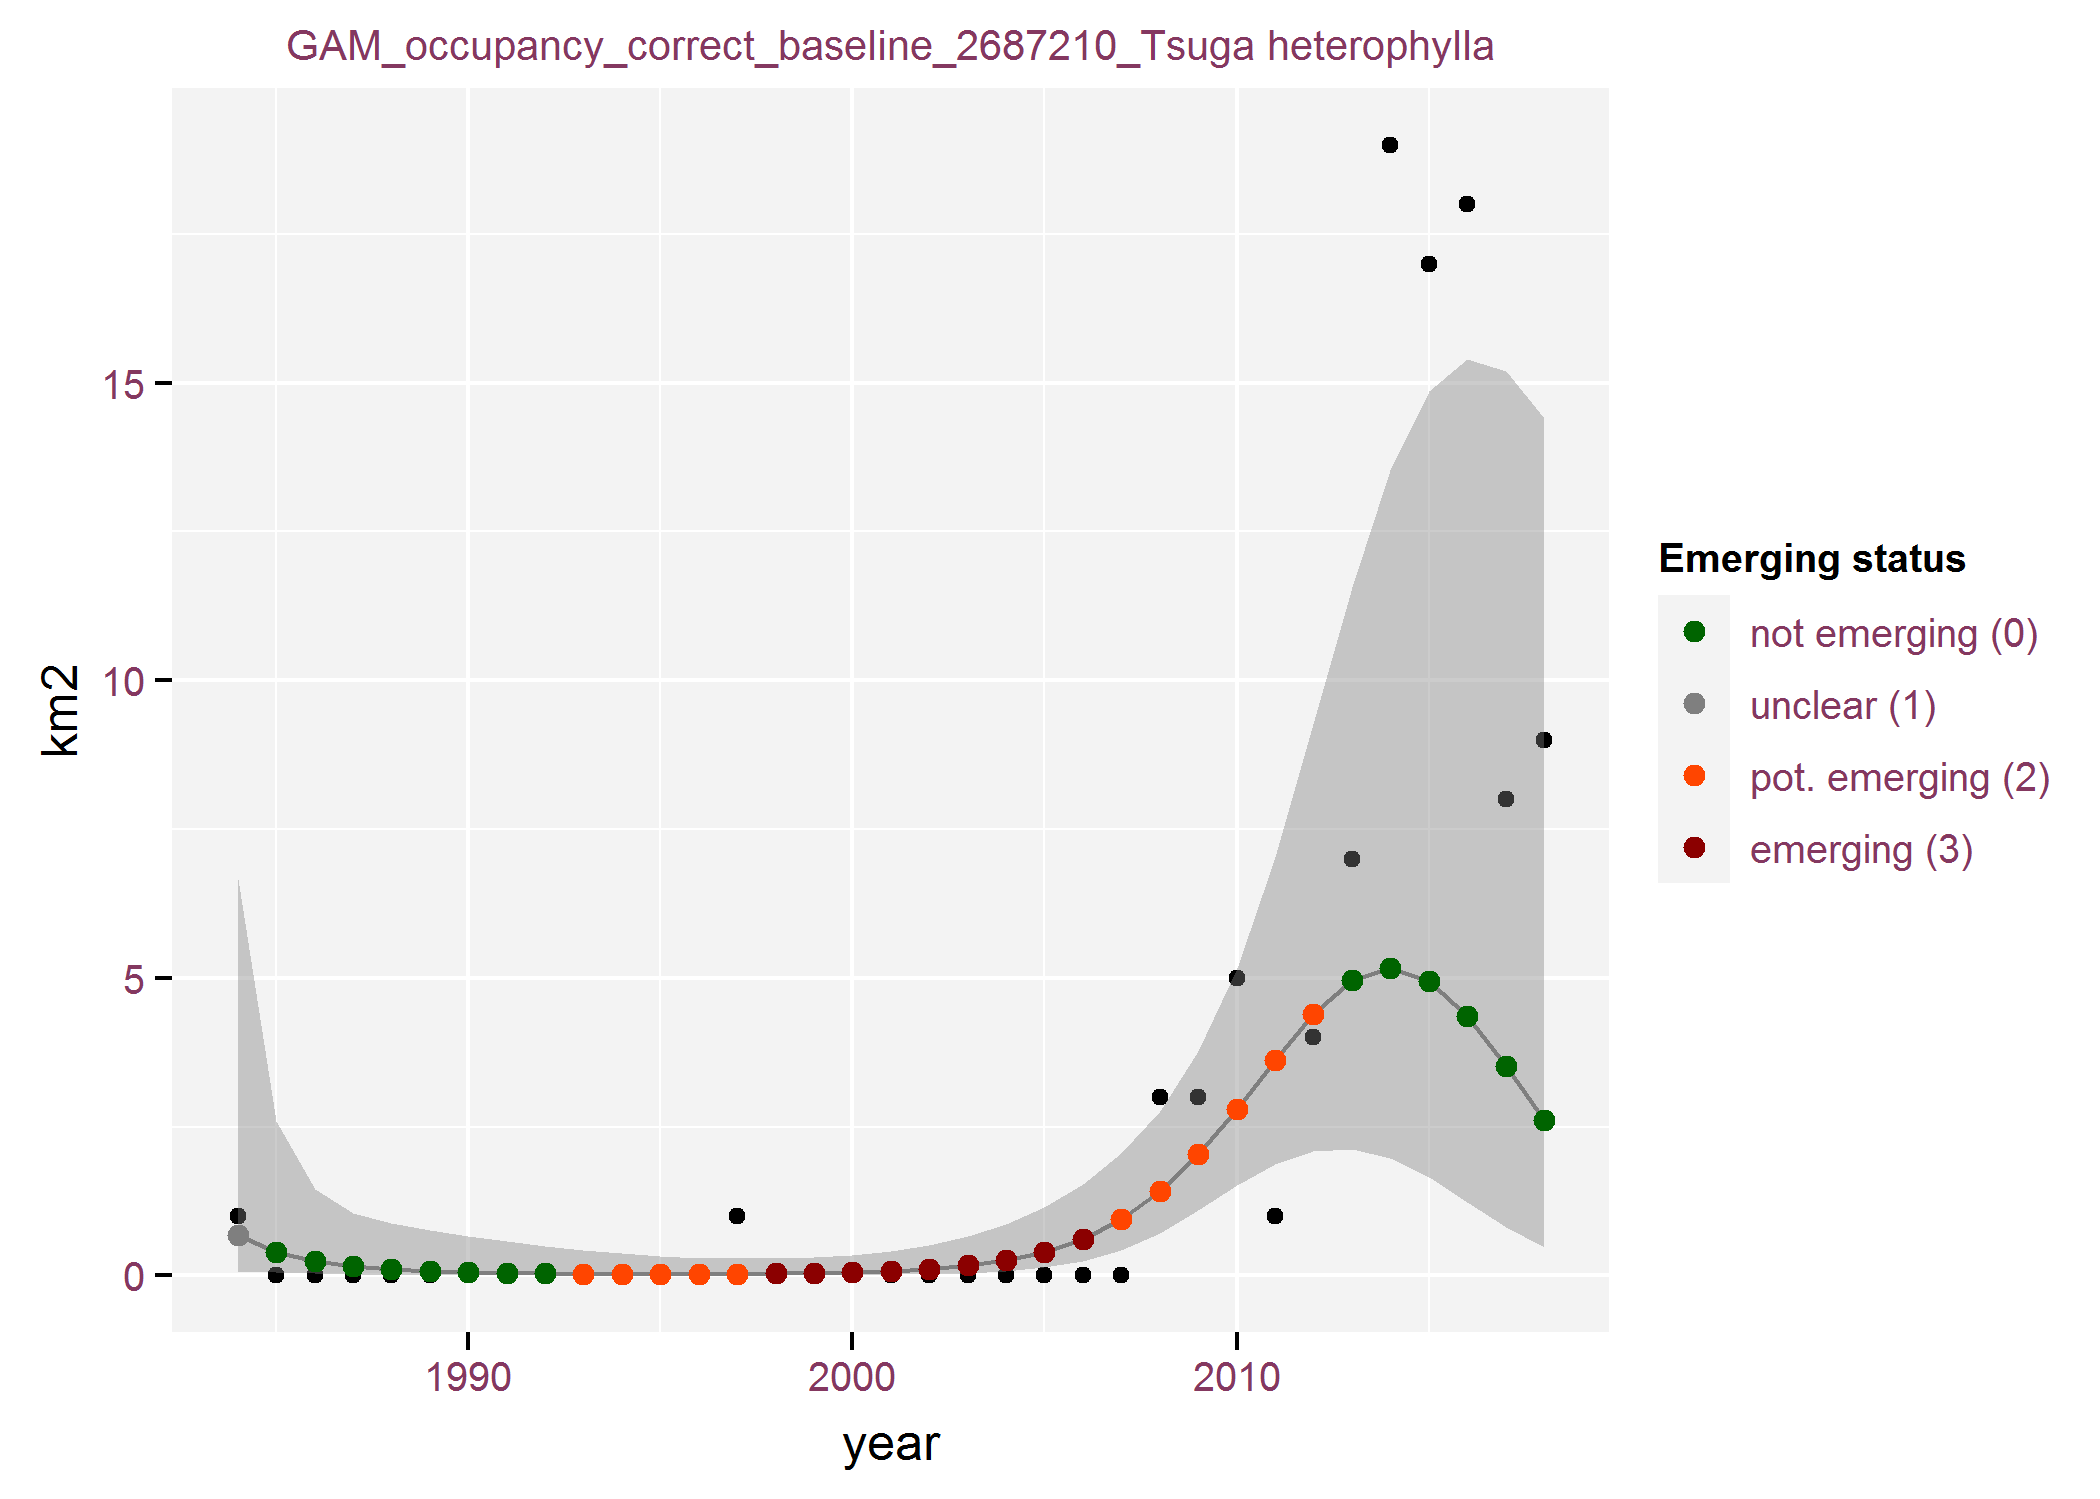 GAM_occupancy_correct_baseline_2687210_Tsuga heterophylla
15
10
5
0
km2
1990
2000
2010
year
Emerging status
not emerging (0)
unclear (1)
pot. emerging (2)
emerging (3)